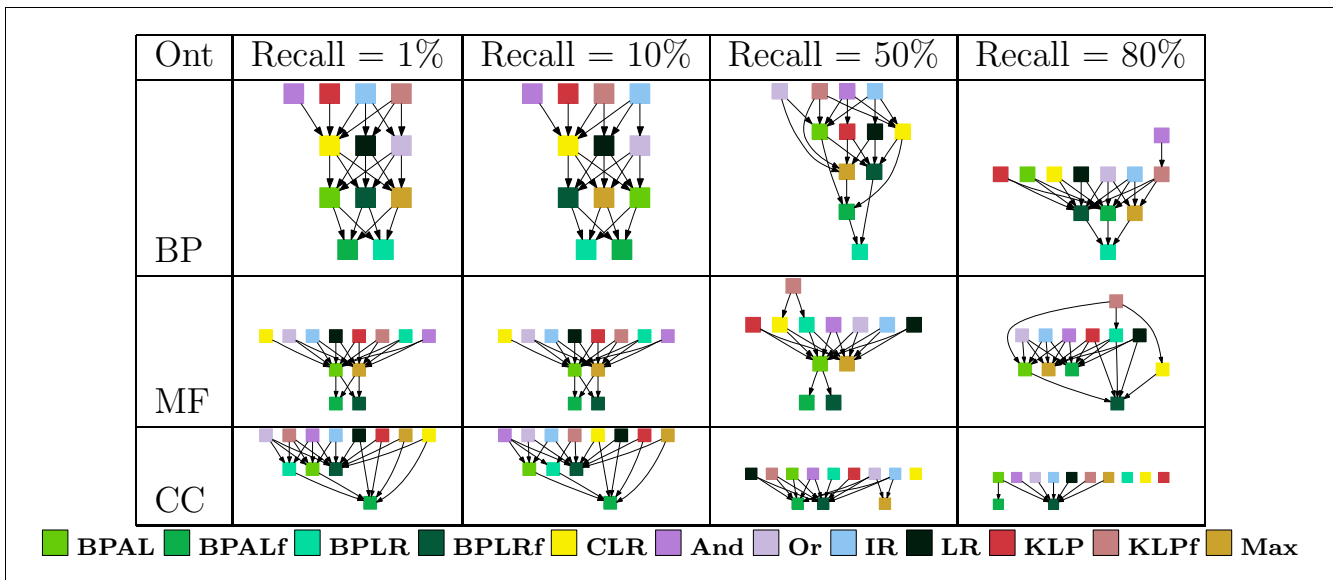 Ont Recall = 1% Recall = 10% Recall = 50% Recall = 80%
BP
MF
CC
BPAL BPALf BPLR BPLRf CLR And Or IR LR KLP KLPf Max